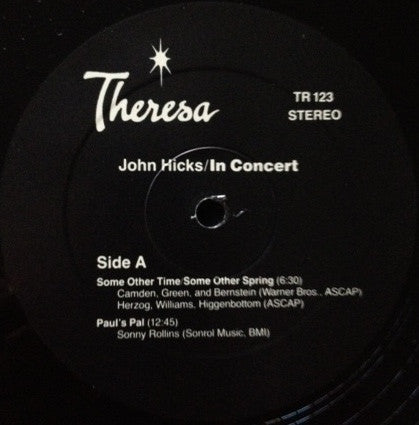 Theresa
TR 123
STEREO
John Hicks/In Concert
Side A
Some Other Time/Some Other Spring (6:30)
Camden, Green, and Bernstein (Warner Bros., ASCAP)
Herzog, Williams, Higgenbottom (ASCAP)
Paul's Pal (12:45)
Sonny Rollins (Sonrol Music, BMI)